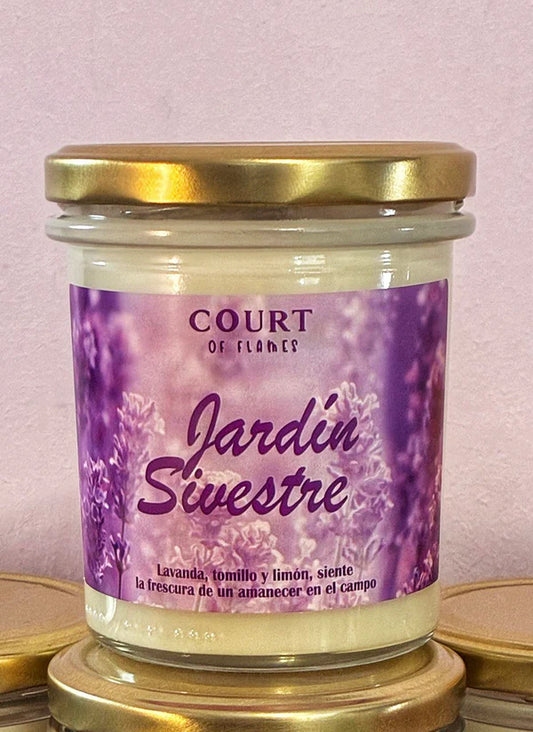 COURT
OF FLAMES
Jardín
Sivestre
Lavanda, tomillo y limón, siente
la frescura de un amanecer en el campo